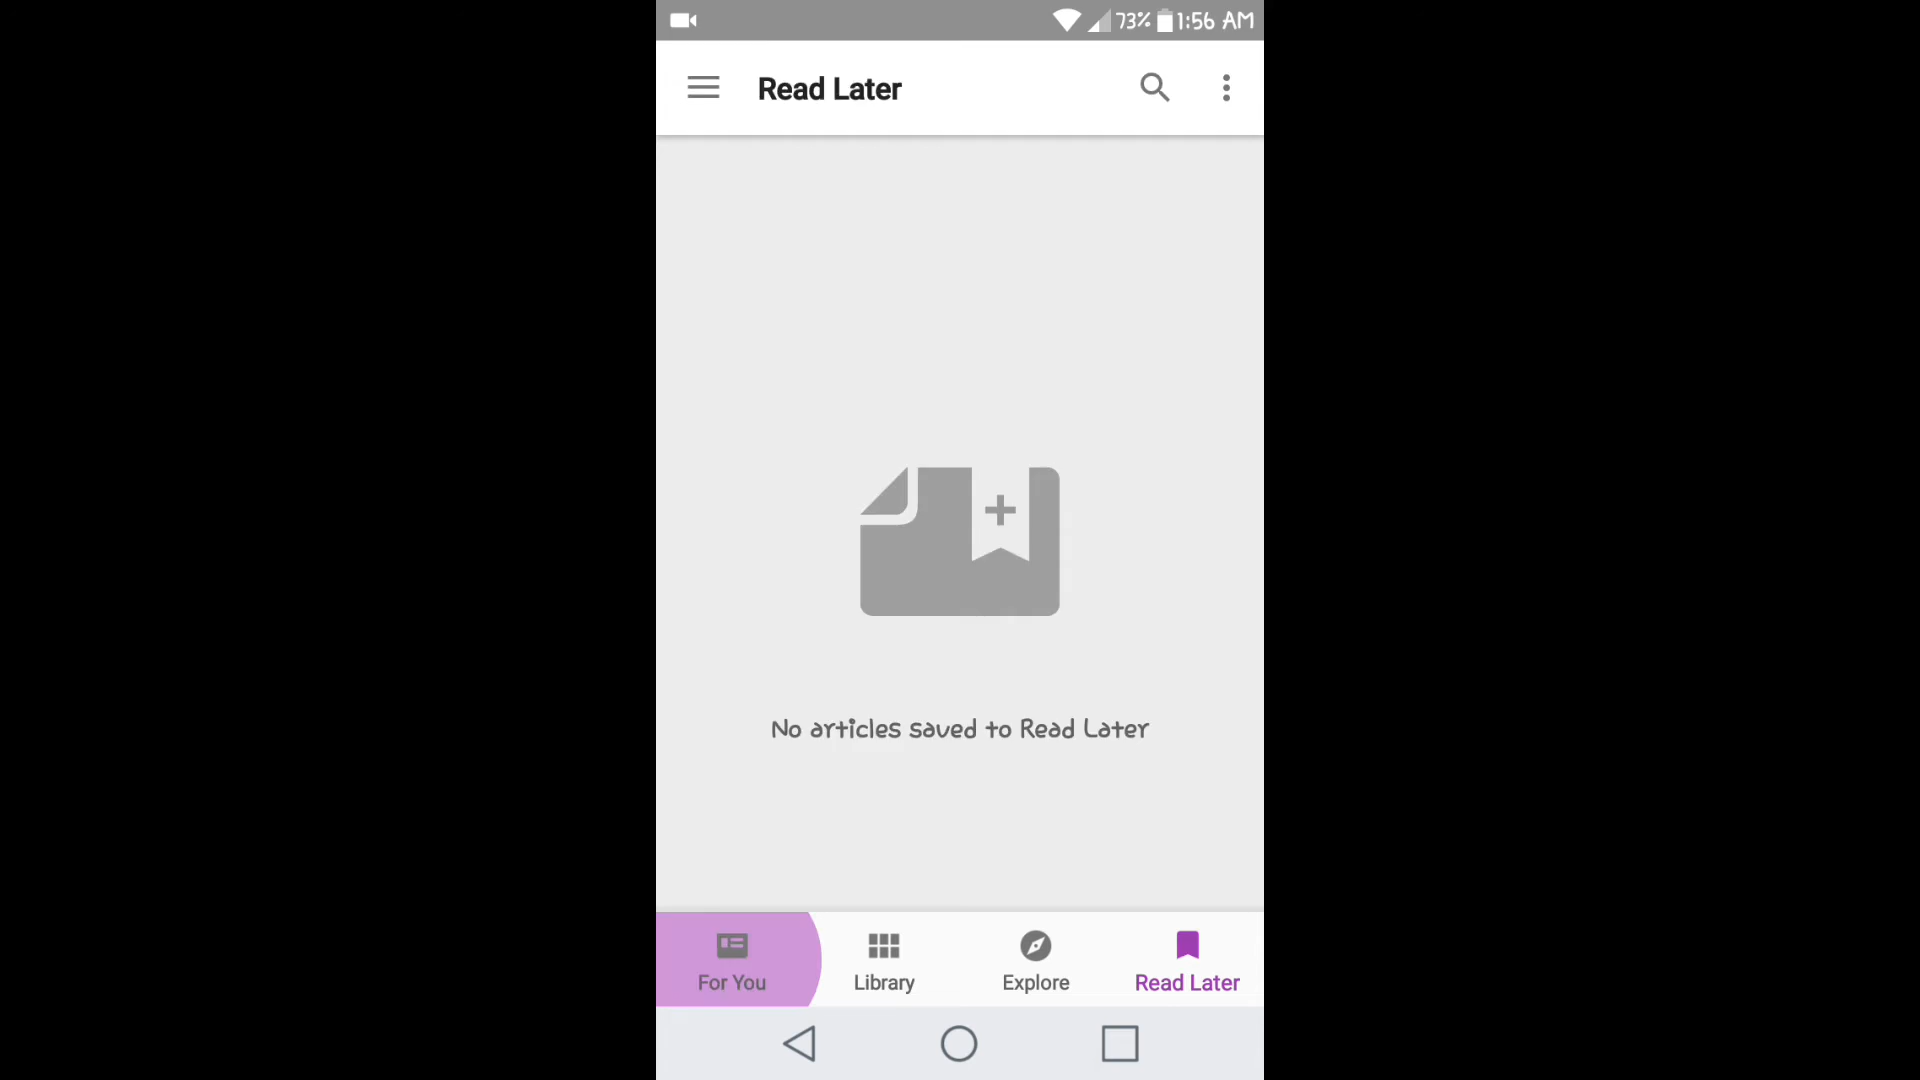 73% 1:56 AM
Read Later
No articles saved to Read Later
For You Library Explore Read Later